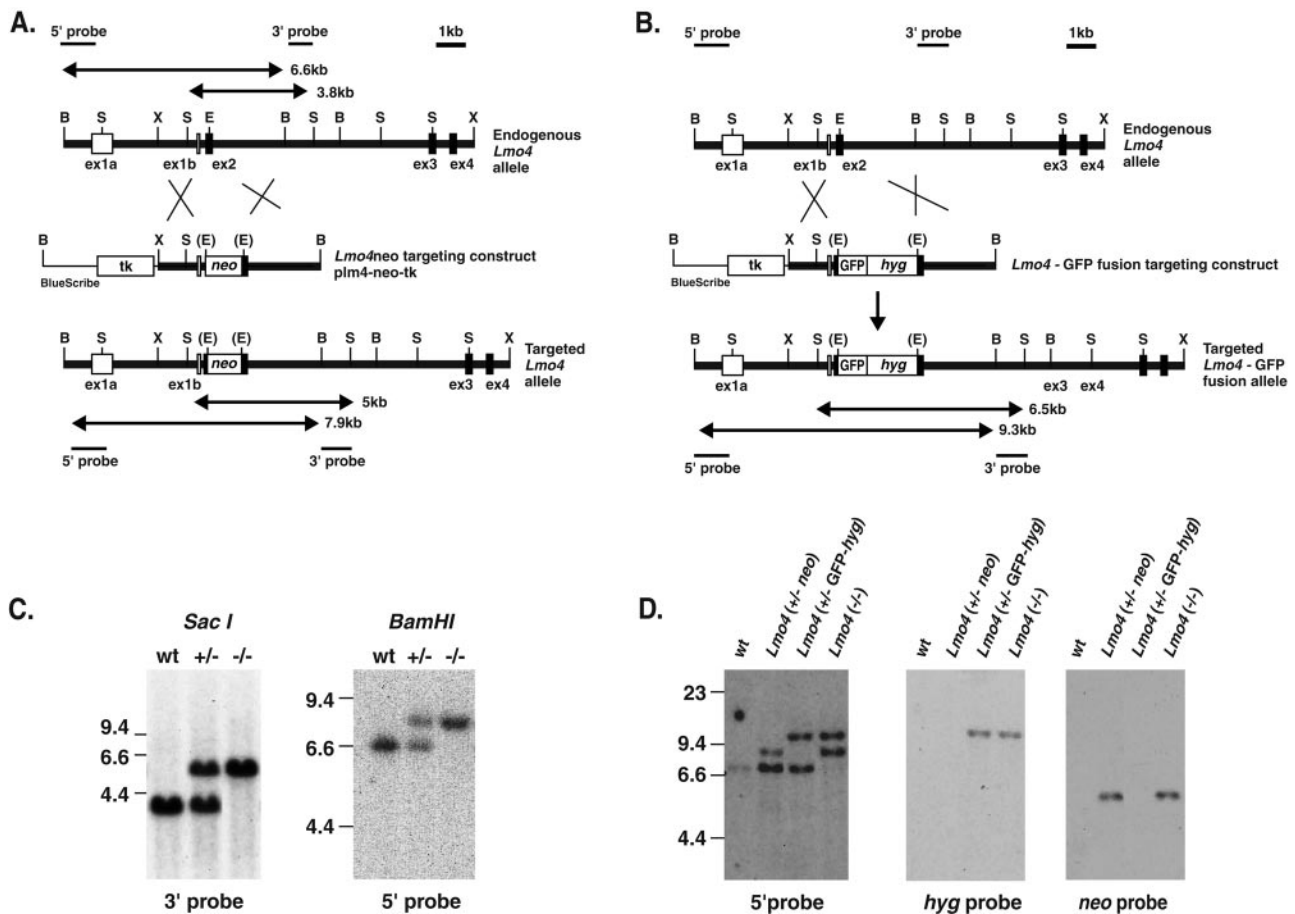 A.
5' probe
3' probe
1kb
6.6kb
3.8kb
B S X S E B S B S S X
ex1a ex1b ex2 ex3 ex4
Endogenous
Lmo4
allele
B X S (E) (E) B
tk neo
BlueScribe
Lmo4neo targeting construct
plm4-neo-tk
B S X S (E) (E) B S B S S X
neo
ex1a ex1b ex3 ex4
Targeted
Lmo4
allele
5kb
7.9kb
5' probe
3' probe
B.
5' probe
3' probe
1kb
B S X S E B S B S S X
ex1a ex1b ex2 ex3 ex4
Endogenous
Lmo4
allele
B X S (E) (E) B
tk GFP hyg
BlueScribe
Lmo4 - GFP fusion targeting construct
B S X S (E) (E) B S B S S X
GFP hyg
ex1a ex3 ex4
Targeted
Lmo4 - GFP
fusion allele
6.5kb
9.3kb
5' probe
3' probe
C.
Sac I
wt +/- -/-
9.4
6.6
4.4
3' probe
BamHI
wt +/- -/-
9.4
6.6
4.4
5' probe
D.
wt
Lmo4 (+/- neo)
Lmo4 (+/- GFP-hyg)
Lmo4 (-/-)
23
9.4
6.6
4.4
5'probe
wt
Lmo4 (+/- neo)
Lmo4 (+/- GFP-hyg)
Lmo4 (-/-)
hyg probe
wt
Lmo4 (+/- neo)
Lmo4 (+/- GFP-hyg)
Lmo4 (-/-)
neo probe